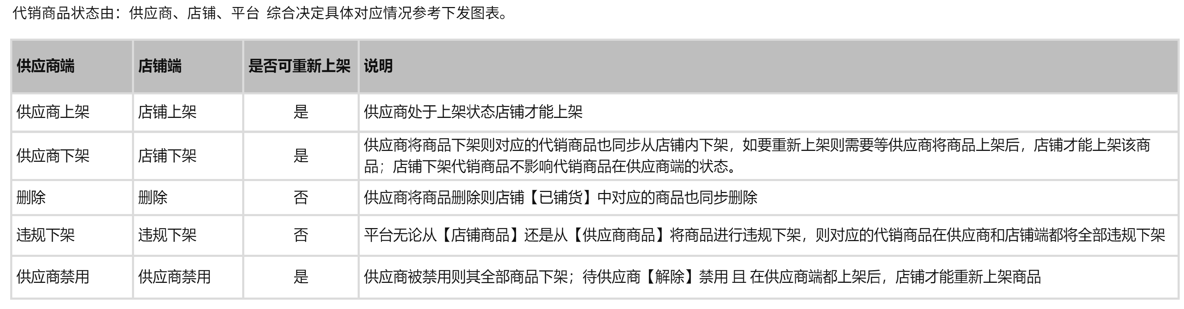 代销商品状态由：供应商、店铺、平台 综合决定具体对应情况参考下发图表。
供应商端 店铺端 是否可重新上架 说明
供应商上架 店铺上架 是 供应商处于上架状态店铺才能上架
供应商下架 店铺下架 是 供应商将商品下架则对应的代销商品也同步从店铺内下架，如要重新上架则需要等供应商将商品上架后，店铺才能上架该商
品；店铺下架代销商品不影响代销商品在供应商端的状态。
删除 删除 否 供应商将商品删除则店铺【已铺货】中对应的商品也同步删除
违规下架 违规下架 否 平台无论从【店铺商品】还是从【供应商商品】将商品进行违规下架，则对应的代销商品在供应商和店铺端都将全部违规下架
供应商禁用 供应商禁用 是 供应商被禁用则其全部商品下架；待供应商【解除】禁用 且 在供应商端都上架后，店铺才能重新上架商品